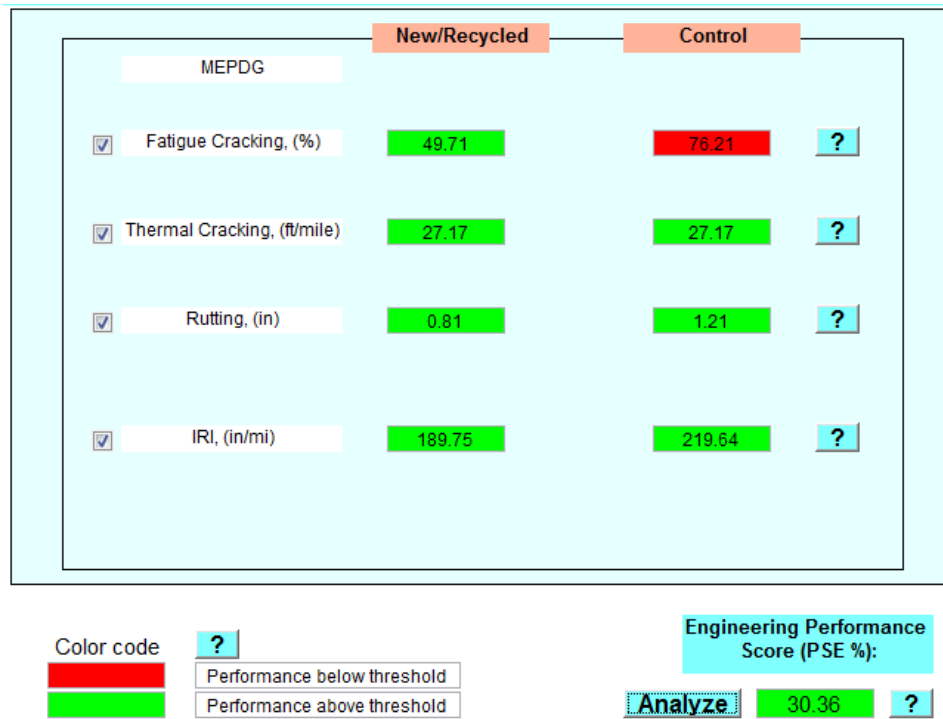 New/Recycled Control
MEPDG
Fatigue Cracking, (%) 49.71 76.21 ?
Thermal Cracking, (ft/mile) 27.17 27.17 ?
Rutting, (in) 0.81 1.21 ?
IRI, (in/mi) 189.75 219.64 ?
Color code ?
Performance below threshold
Performance above threshold
Engineering Performance
Score (PSE %):
Analyze 30.36 ?